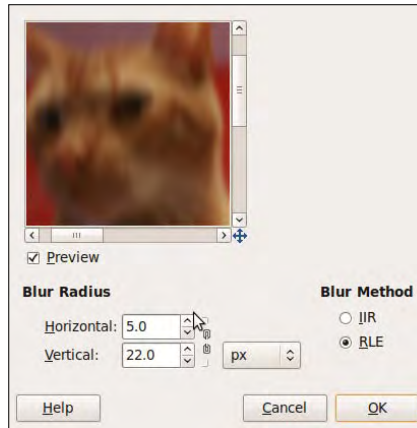 Preview
Blur Radius
Blur Method
Horizontal: 5.0
IIR
Vertical: 22.0
px
RLE
Help
Cancel
OK